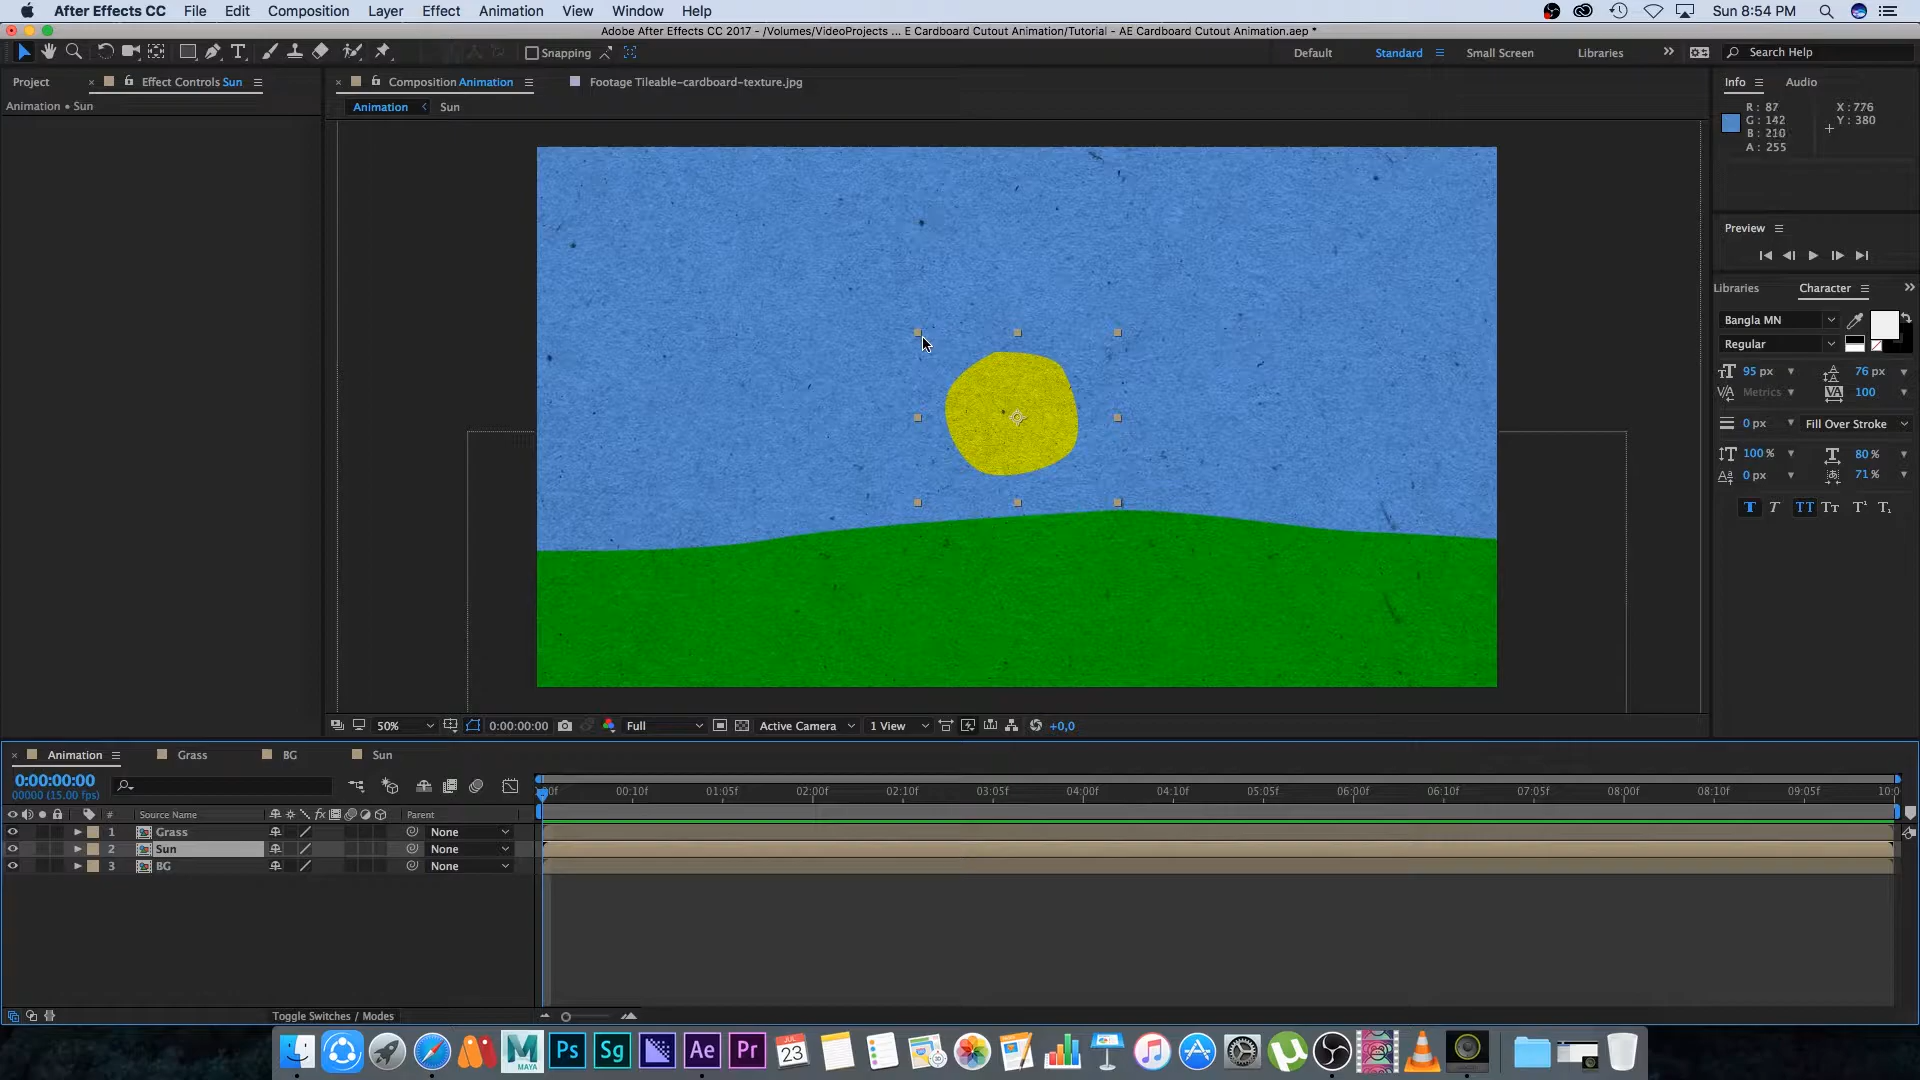 After Effects CC File Edit Composition Layer Effect Animation View Window Help Sun 8:54 PM
Adobe After Effects CC 2017 - /Volumes/VideoProjects ... E Cardboard Cutout Animation/Tutorial - AE Cardboard Cutout Animation.aep *
Snapping Default Standard Small Screen Libraries Search Help
Project Effect Controls Sun Composition Animation Footage Tileable-cardboard-texture.jpg Info Audio
Animation • Sun Animation Sun
R : 87 X : 776
G : 142 Y : 380
B : 210
A : 255
Preview
Libraries Character
Bangla MN
Regular
95 px 76 px
Metrics 100
0 px Fill Over Stroke
100 % 80 %
0 px 71 %
T T TT Tt T¹ T₁
50% 0:00:00:00 Full Active Camera 1 View +0,0
Animation Grass BG Sun
0:00:00:00
00000 (15.00 fps)
:00f 00:10f 01:05f 02:00f 02:10f 03:05f 04:00f 04:10f 05:05f 06:00f 06:10f 07:05f 08:00f 08:10f 09:05f 10:0
# Source Name Parent
1 Grass None
2 Sun None
3 BG None
Toggle Switches / Modes
MAYA Ps Sg Ae Pr JUL 23